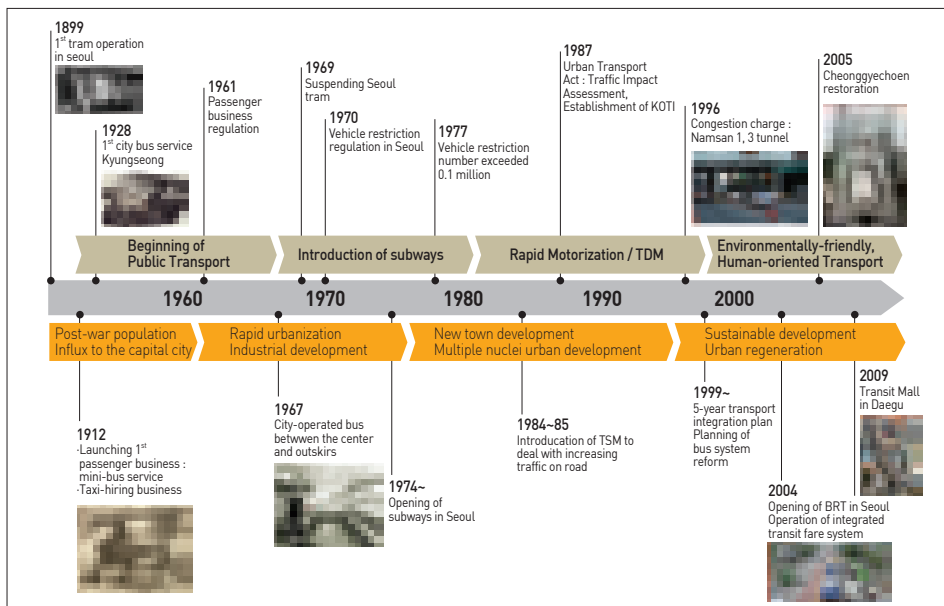 1899
1st tram operation
in seoul
1928
1st city bus service
Kyungseong
1961
Passenger
business
regulation
1969
Suspending Seoul
tram
1970
Vehicle restriction
regulation in Seoul
1977
Vehicle restriction
number exceeded
0.1 million
1987
Urban Transport
Act : Traffic Impact
Assessment,
Establishment of KOTI
1996
Congestion charge :
Namsan 1, 3 tunnel
2005
Cheonggyechoen
restoration
Beginning of
Public Transport
Introduction of subways
Rapid Motorization / TDM
Environmentally-friendly,
Human-oriented Transport
1960 1970 1980 1990 2000
Post-war population
Influx to the capital city
Rapid urbanization
Industrial development
New town development
Multiple nuclei urban development
Sustainable development
Urban regeneration
1912
·Launching 1st
passenger business :
mini-bus service
·Taxi-hiring business
1967
City-operated bus
betwwen the center
and outskirs
1974~
Opening of
subways in Seoul
1984~85
Introducation of TSM to
deal with increasing
traffic on road
1999~
5-year transport
integration plan
Planning of
bus system
reform
2004
Opening of BRT in Seoul
Operation of integrated
transit fare system
2009
Transit Mall
in Daegu